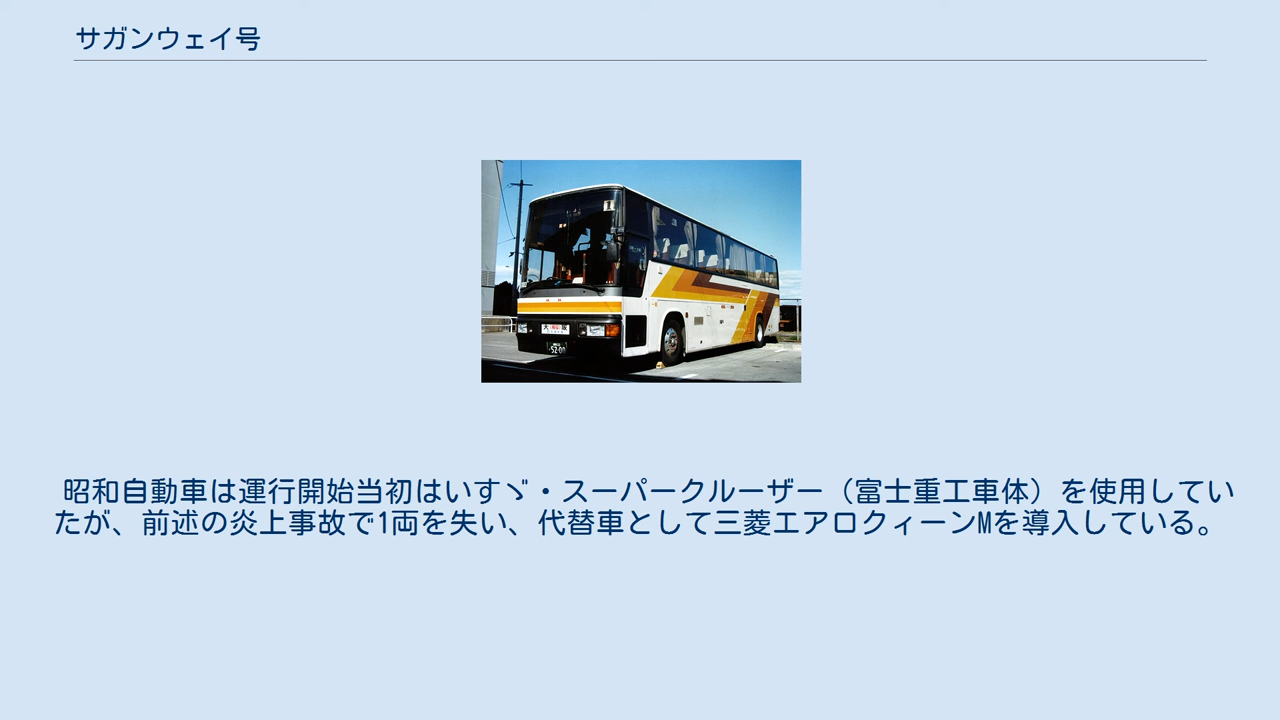 サガンウェイ号
大阪
52-00
昭和自動車は運行開始当初はいすゞ・スーパークルーザー（富士重工車体）を使用してい
たが、前述の炎上事故で1両を失い、代替車として三菱エアロクィーンMを導入している。